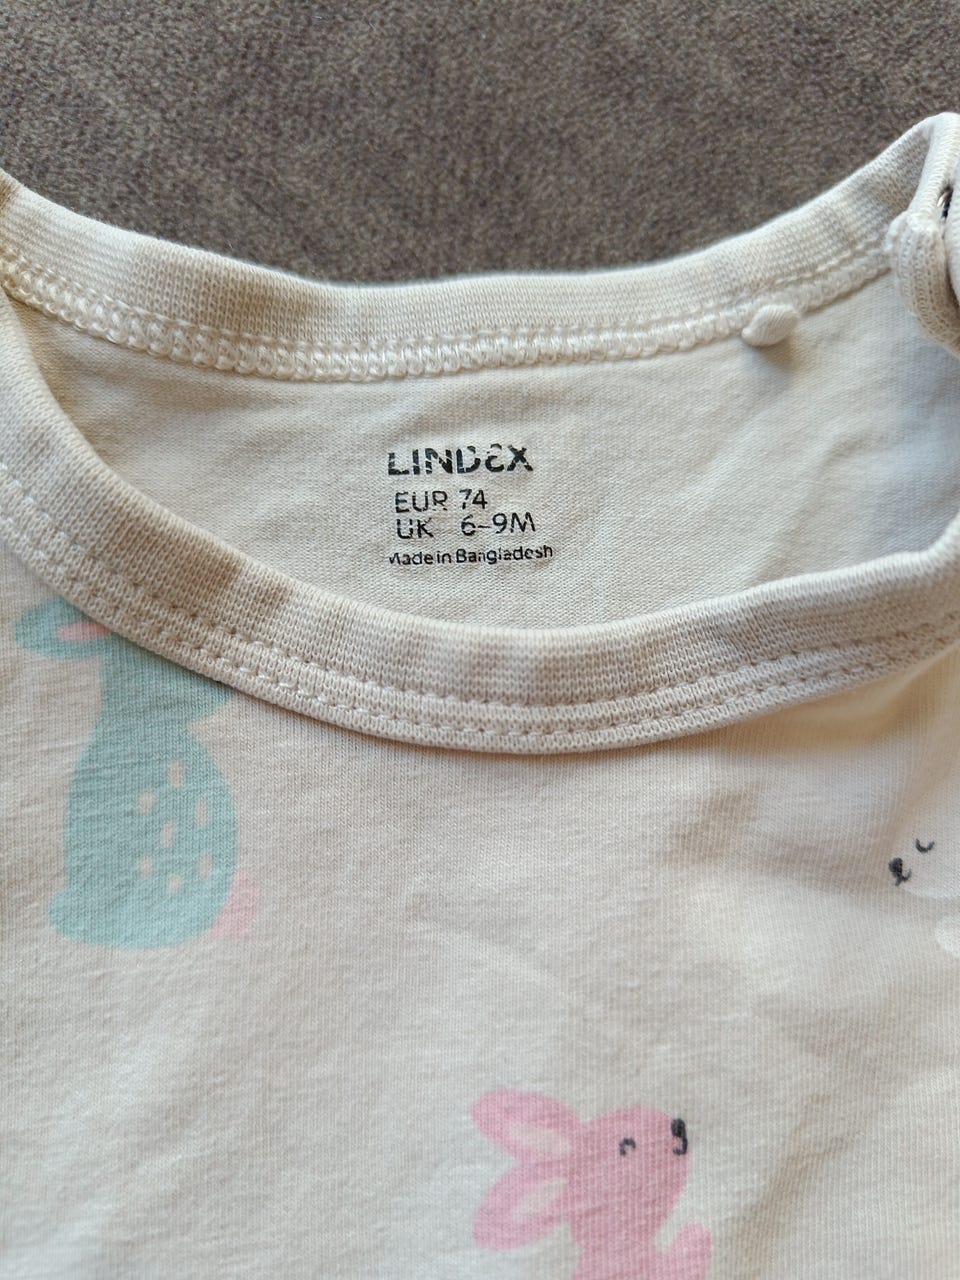 LINDEX
EUR 74
UK 6-9M
Made in Bangladesh